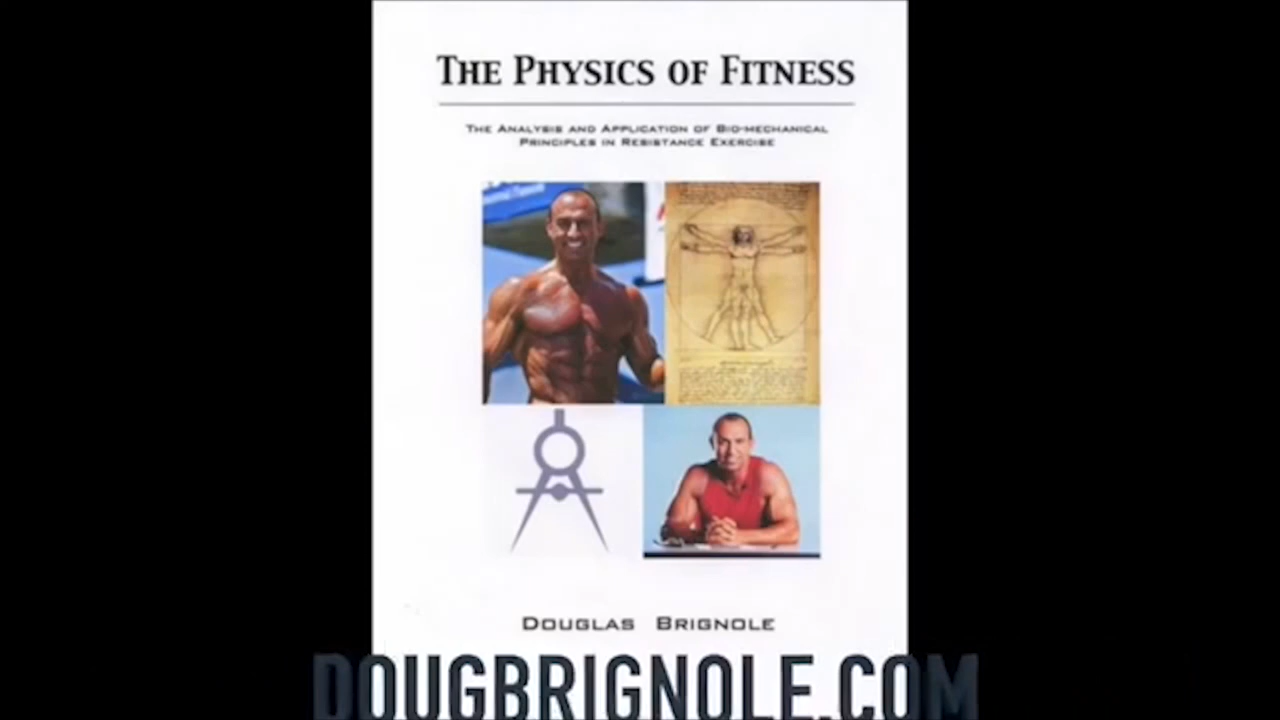 THE PHYSICS OF FITNESS
THE ANALYSIS AND APPLICATION OF BIO-MECHANICAL
PRINCIPLES IN RESISTANCE EXERCISE
DOUGLAS BRIGNOLE
DOUGBRIGNOLE.COM